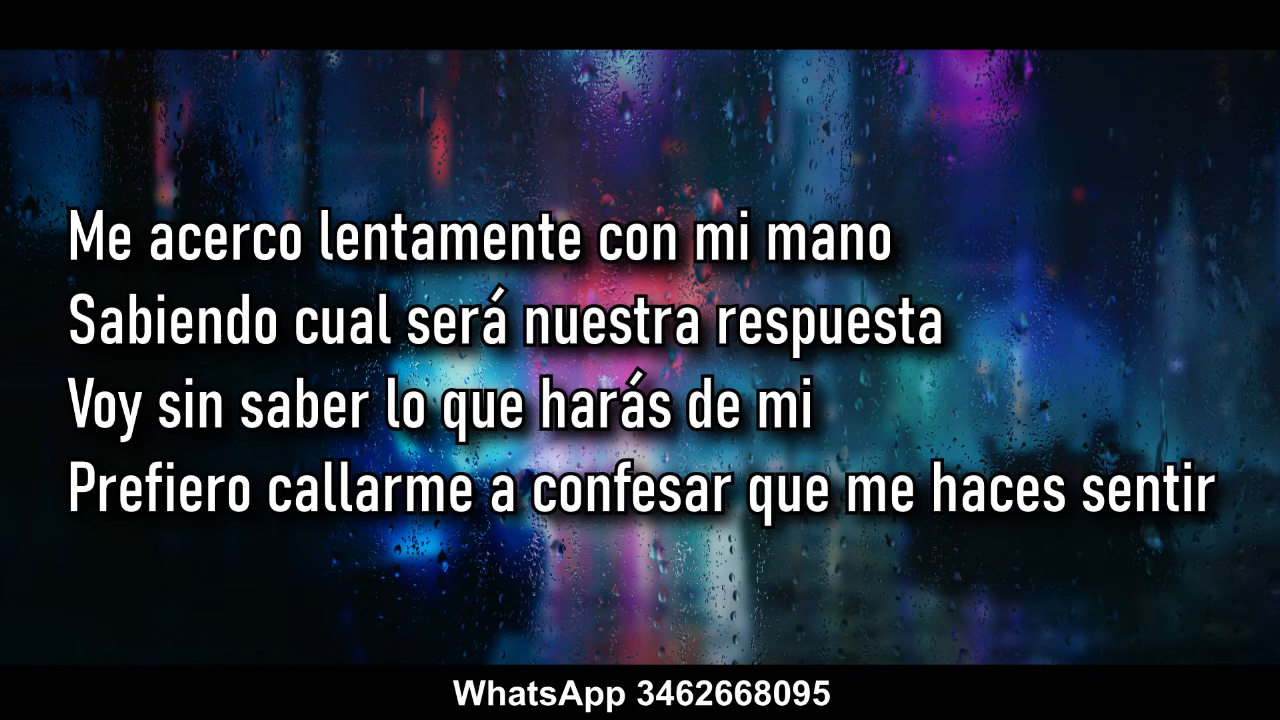 Me acerco lentamente con mi mano
Sabiendo cual será nuestra respuesta
Voy sin saber lo que harás de mi
Prefiero callarme a confesar que me haces sentir
WhatsApp 3462668095